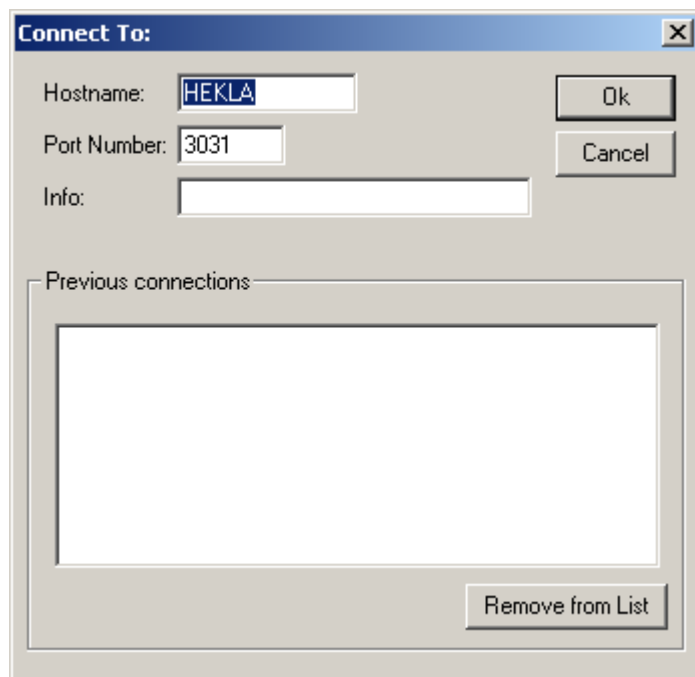 Connect To:
Hostname: HEKLA Ok
Port Number: 3031 Cancel
Info:
Previous connections
Remove from List